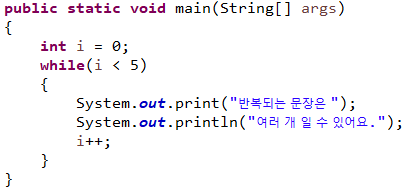 public static void main(String[] args)
{
    int i = 0;
    while(i < 5)
    {
        System.out.print("반복되는 문장은 ");
        System.out.println("여러 개 일 수 있어요.");
        i++;
    }
}